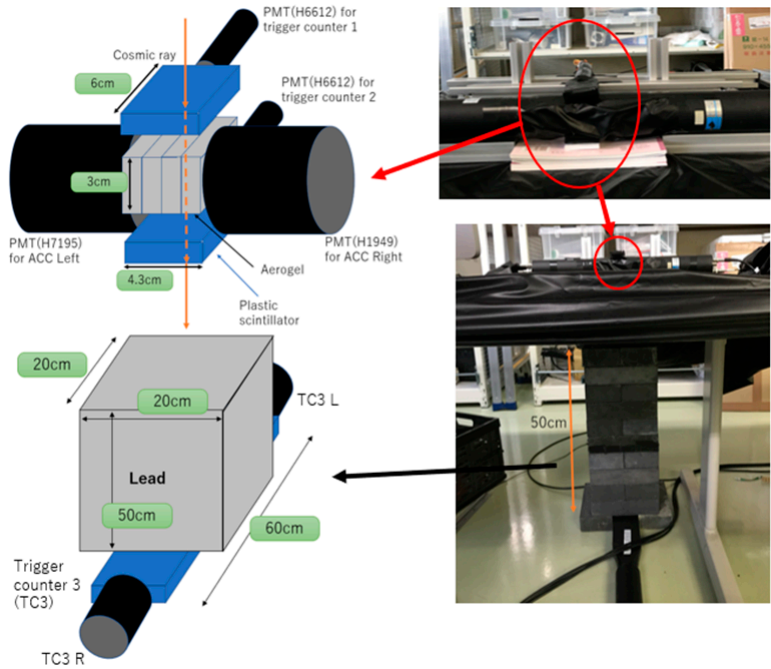 PMT(H6612) for
trigger counter 1
Cosmic ray
6cm
PMT(H6612) for
trigger counter 2
3cm
PMT(H7195)
for ACC Left
PMT(H1949)
for ACC Right
Aerogel
4.3cm
Plastic
scintillator
20cm
20cm
TC3 L
50cm
Lead
50cm
60cm
Trigger
counter 3
(TC3)
TC3 R